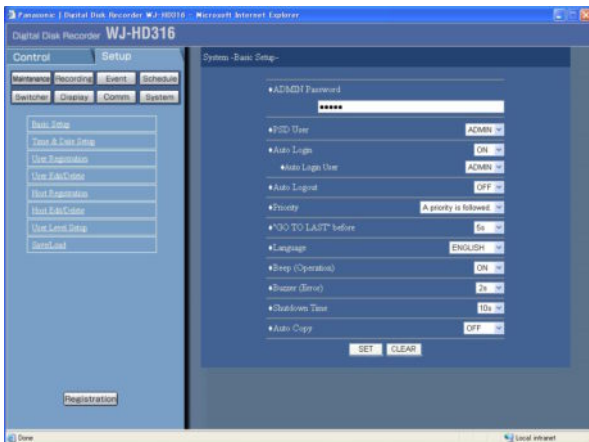 Panasonic | Digital Disk Recorder WJ-HD316 - Microsoft Internet Explorer
Digital Disk Recorder WJ-HD316
Control Setup
System -Basic Setup-
Maintenance Recording Event Schedule
Switcher Display Comm System
Basic Setup
Time & Date Setup
User Registration
User Edit/Delete
Host Registration
Host Edit/Delete
User Level Setup
Save/Load
Registration
♦ADMIN Password
•••••
♦PSD User ADMIN
♦Auto Login ON
♦Auto Login User ADMIN
♦Auto Logout OFF
♦Priority A priority is followed.
♦"GO TO LAST" before 5s
♦Language ENGLISH
♦Beep (Operation) ON
♦Buzzer (Error) 2s
♦Shutdown Time 10s
♦Auto Copy OFF
SET CLEAR
Done Local intranet